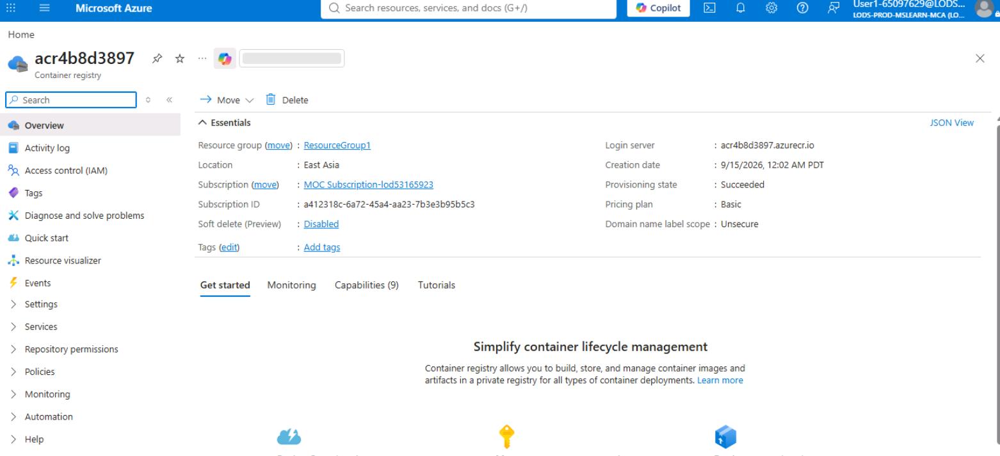 Microsoft Azure
Search resources, services, and docs (G+/)
Copilot
User1-65097629@LODS...
LODS-PROD-MSLEARN-MCA (LO...
Home
acr4b8d3897
Container registry
Search
Move
Delete
Overview
Activity log
Access control (IAM)
Tags
Diagnose and solve problems
Quick start
Resource visualizer
Events
Settings
Services
Repository permissions
Policies
Monitoring
Automation
Help
Essentials
JSON View
Resource group (move) : ResourceGroup1
Location : East Asia
Subscription (move) : MOC Subscription-lod53165923
Subscription ID : a412318c-6a72-45a4-aa23-7b3e3b95b5c3
Soft delete (Preview) : Disabled
Tags (edit) : Add tags
Login server : acr4b8d3897.azurecr.io
Creation date : 9/15/2026, 12:02 AM PDT
Provisioning state : Succeeded
Pricing plan : Basic
Domain name label scope : Unsecure
Get started Monitoring Capabilities (9) Tutorials
Simplify container lifecycle management
Container registry allows you to build, store, and manage container images and
artifacts in a private registry for all types of container deployments. Learn more